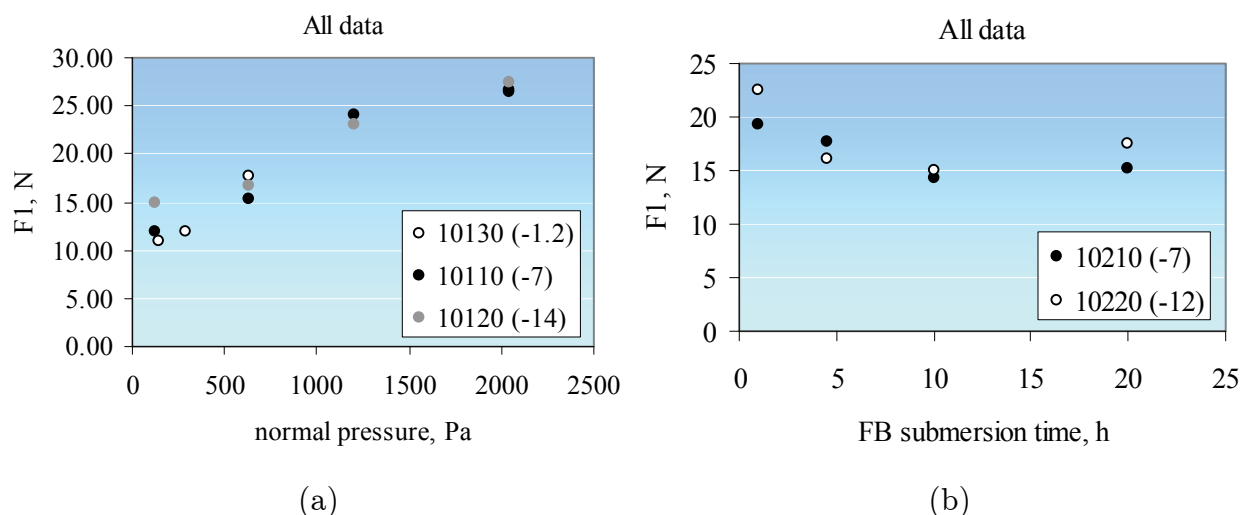 All data
30.00
25.00
20.00
15.00
10.00
5.00
0.00
F1, N
10130 (-1.2)
10110 (-7)
10120 (-14)
0 500 1000 1500 2000 2500
normal pressure, Pa
(a)
All data
25
20
15
10
5
0
F1, N
10210 (-7)
10220 (-12)
0 5 10 15 20 25
FB submersion time, h
(b)